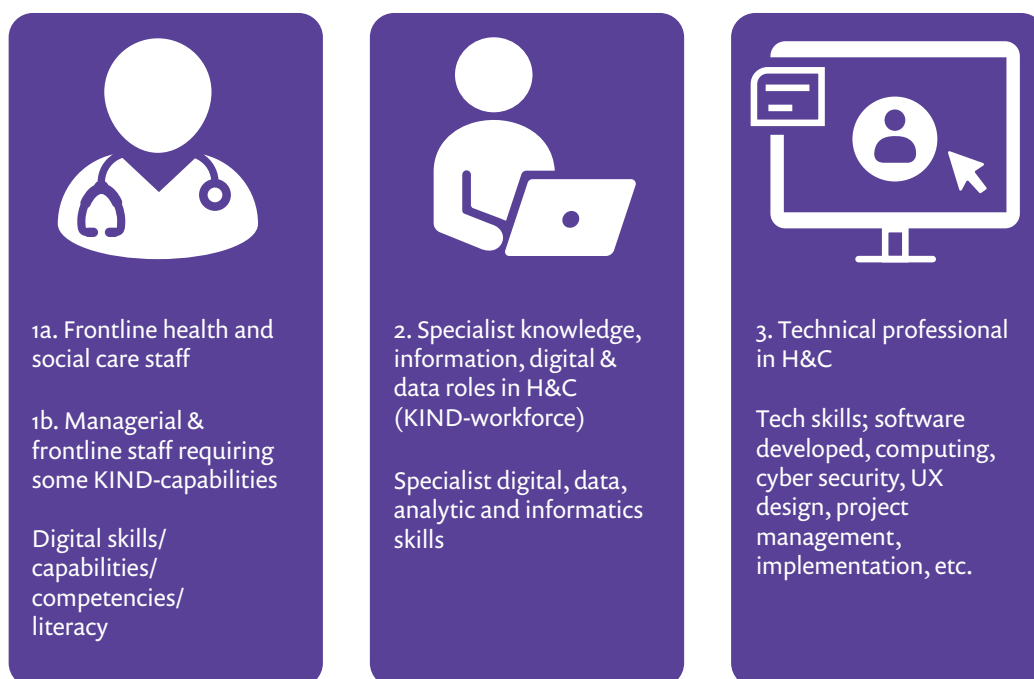 1a. Frontline health and
social care staff
1b. Managerial &
frontline staff requiring
some KIND-capabilities
Digital skills/
capabilities/
competencies/
literacy
2. Specialist knowledge,
information, digital &
data roles in H&C
(KIND-workforce)
Specialist digital, data,
analytic and informatics
skills
3. Technical professional
in H&C
Tech skills; software
developed, computing,
cyber security, UX
design, project
management,
implementation, etc.